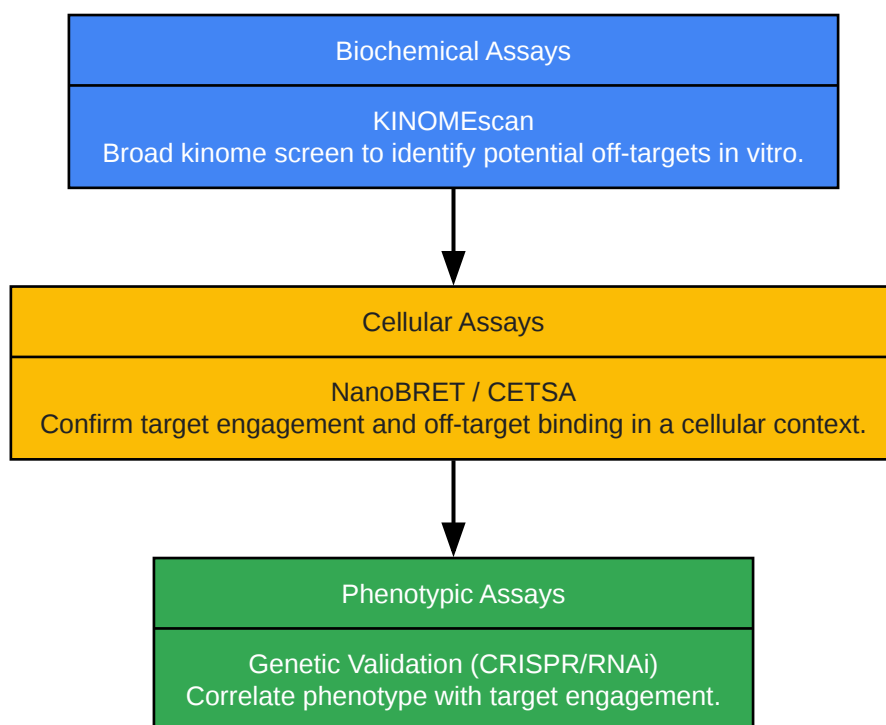 Biochemical Assays
KINOMEscan
Broad kinome screen to identify potential off-targets in vitro.
Cellular Assays
NanoBRET / CETSA
Confirm target engagement and off-target binding in a cellular context.
Phenotypic Assays
Genetic Validation (CRISPR/RNAi)
Correlate phenotype with target engagement.